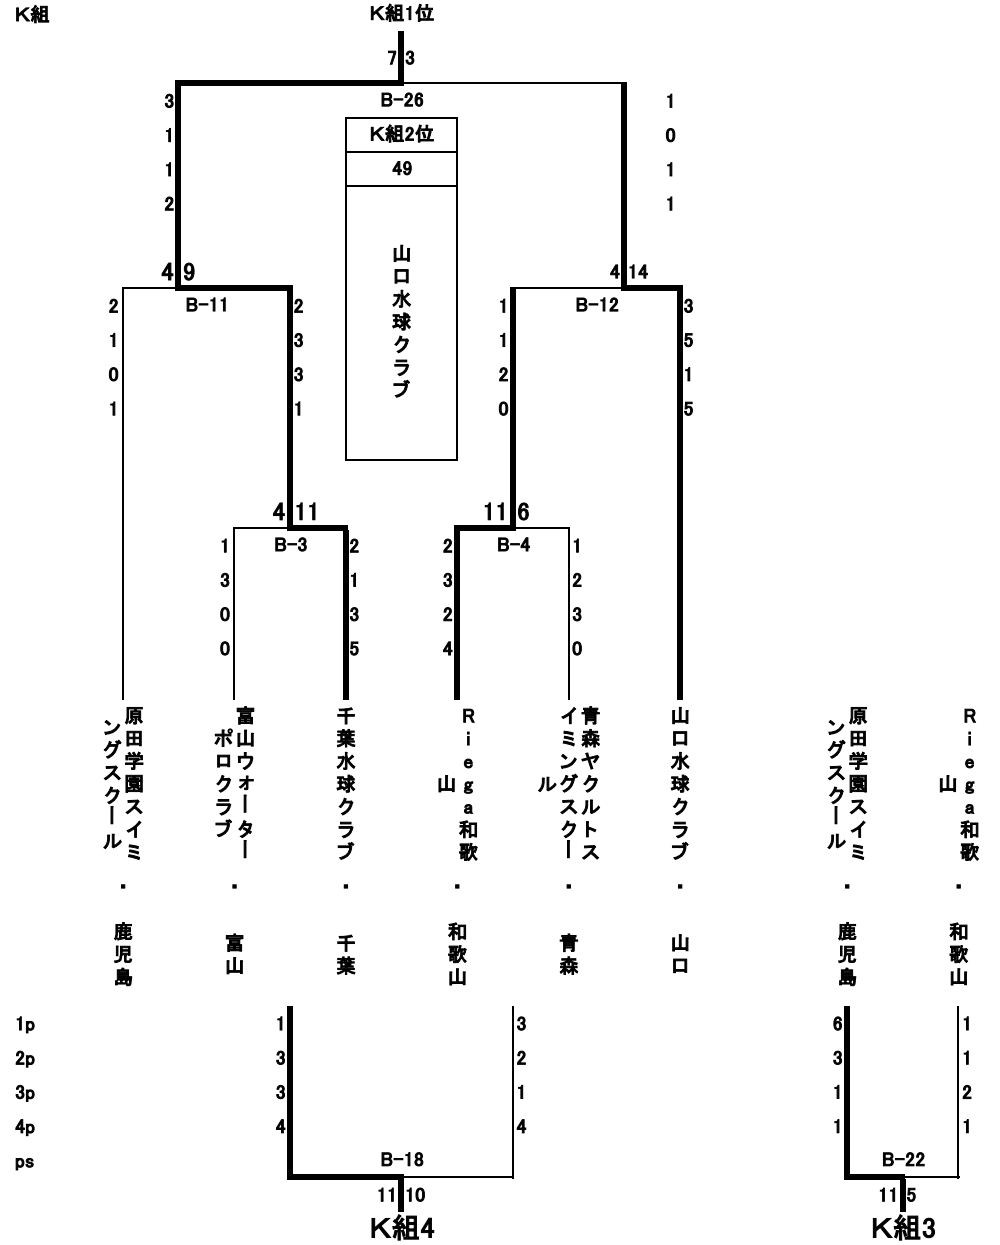 K組
K組1位
7 3
B-26
3 1
1 0
1 1
2 1
K組2位
49
山口水球クラブ
4 9
B-11
4 14
B-12
2 2
1 3
0 3
1 1
1 3
1 5
2 1
0 5
4 11
B-3
11 6
B-4
1 2
3 1
0 3
0 5
2 1
3 2
2 3
4 0
原田学園スイミ
ングスクール
・
鹿児島
富山ウォーター
ポロクラブ
・
富山
千葉水球クラブ
・
千葉
Riega和歌
山
・
和歌山
青森ヤクルトス
イミングスクー
ル
・
青森
山口水球クラブ
・
山口
原田学園スイミ
ングスクール
・
鹿児島
Riega和歌
山
・
和歌山
1p 1 3 6 1
2p 3 2 3 1
3p 3 1 1 2
4p 4 4 1 1
ps
B-18
B-22
11 10
11 5
K組4
K組3